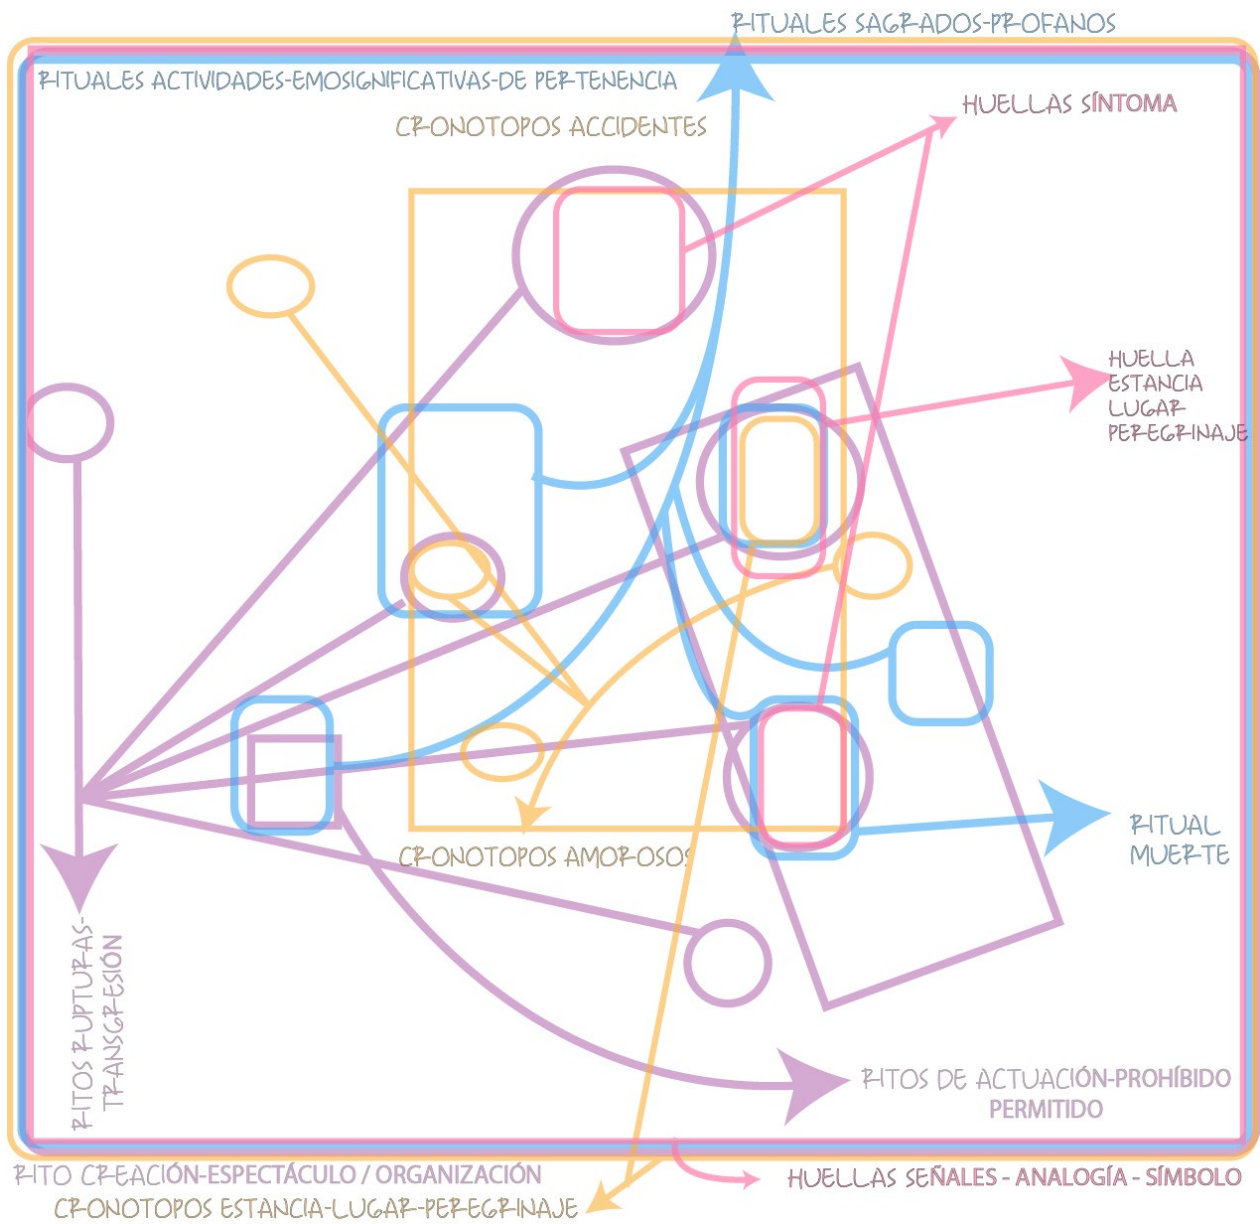 RITUALES SAGRADOS-PROFANOS
RITUALES ACTIVIDADES-EMOSIGNIFICATIVAS-DE PERTENENCIA
HUELLAS SÍNTOMA
CRONOTOPOS ACCIDENTES
HUELLA
ESTANCIA
LUGAR
PEREGRINAJE
RITUAL
MUERTE
CRONOTOPOS AMOROSOS
RITOS RUPTURAS-
TRANSGRESIÓN
RITOS DE ACTUACIÓN-PROHÍBIDO
PERMITIDO
RITO CREACIÓN-ESPECTÁCULO / ORGANIZACIÓN
HUELLAS SEÑALES - ANALOGÍA - SÍMBOLO
CRONOTOPOS ESTANCIA-LUGAR-PEREGRINAJE